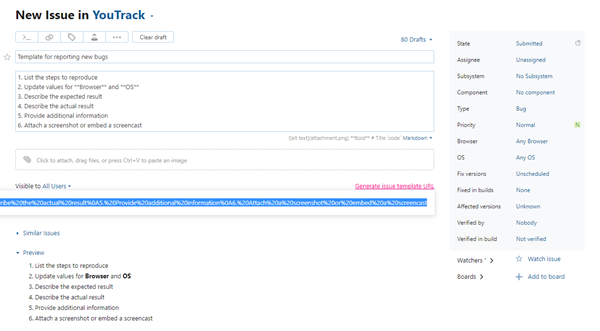 New Issue in YouTrack
Clear draft
80 Drafts
Template for reporting new bugs
1. List the steps to reproduce
2. Update values for **Browser** and **OS**
3. Describe the expected result
4. Describe the actual result
5. Provide additional information
6. Attach a screenshot or embed a screencast
![alt text](attachment.png) **Bold** # Title `code` Markdown
Click to attach, drag files, or press Ctrl+V to paste an image
Visible to All Users
Generate issue template URL
ribe%20the%20actual%20result%0A5.%20Provide%20additional%20information%0A6.%20Attach%20a%20screenshot%20or%20embed%20a%20screencast
Similar Issues
Preview
1. List the steps to reproduce
2. Update values for Browser and OS
3. Describe the expected result
4. Describe the actual result
5. Provide additional information
6. Attach a screenshot or embed a screencast
State Submitted
Assignee Unassigned
Subsystem No Subsystem
Component No component
Type Bug
Priority Normal N
Browser Any Browser
OS Any OS
Fix versions Unscheduled
Fixed in builds None
Affected versions Unknown
Verified by Nobody
Verified in build Not verified
Watchers Watch issue
Boards Add to board